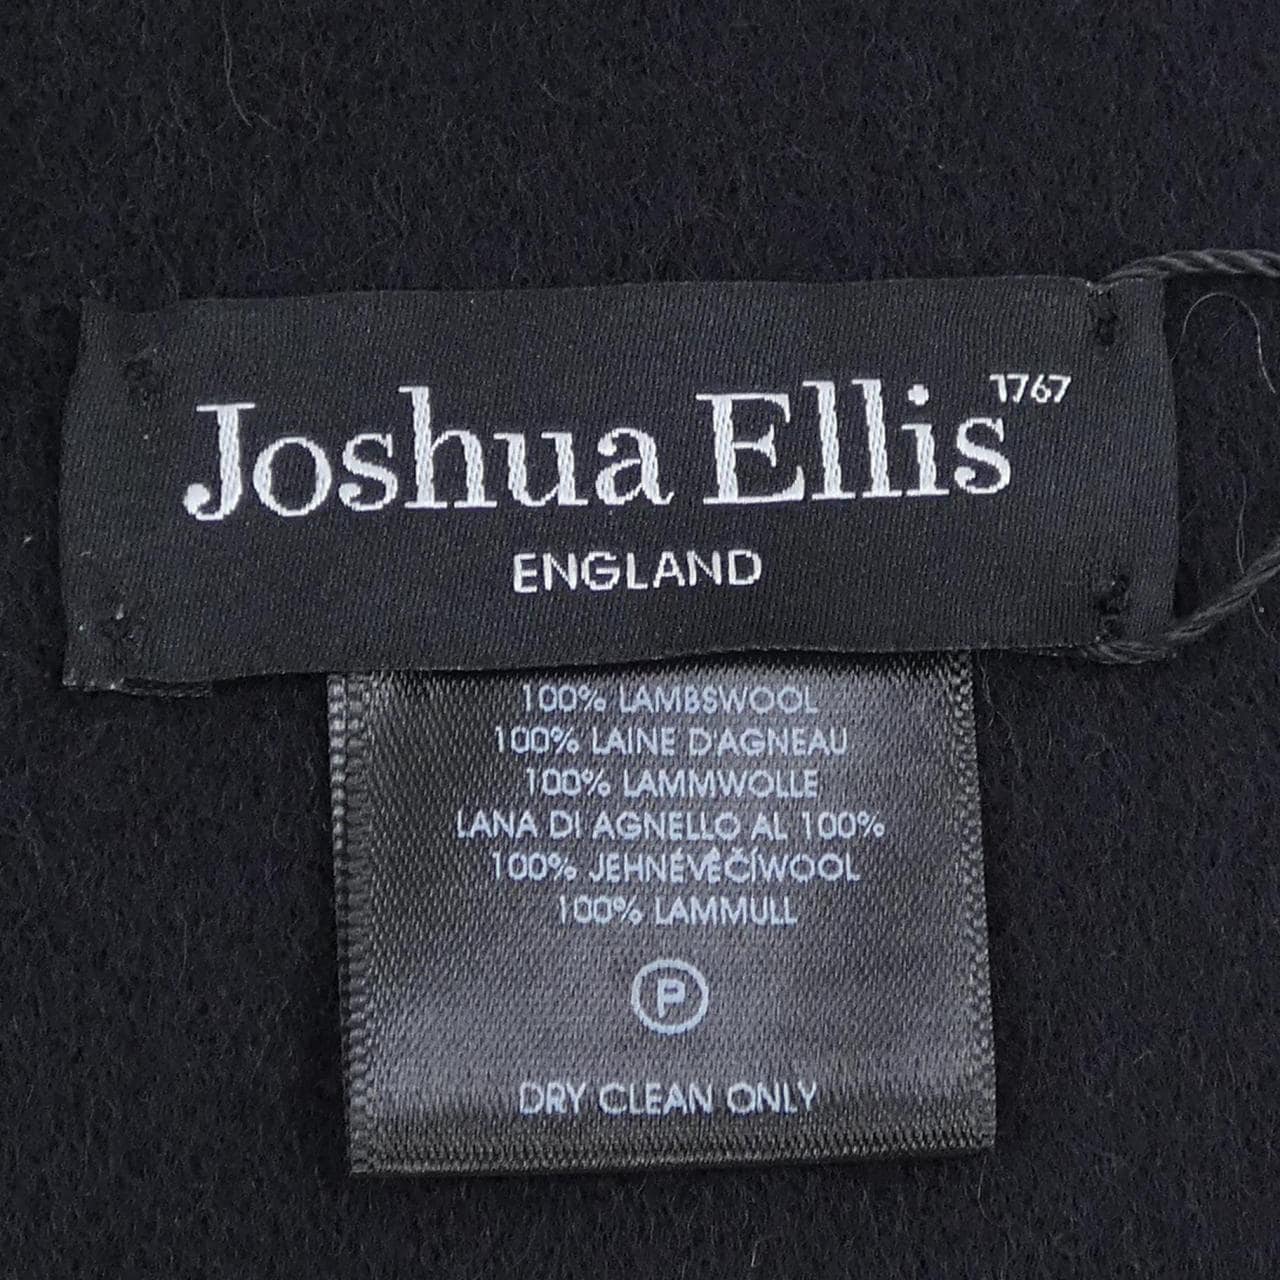 Joshua Ellis 1767
ENGLAND
100% LAMBSWOOL
100% LAINE D'AGNEAU
100% LAMMWOLLE
LANA DI AGNELLO AL 100%
100% JEHNÉVĚČÍWOOL
100% LAMMULL
P
DRY CLEAN ONLY